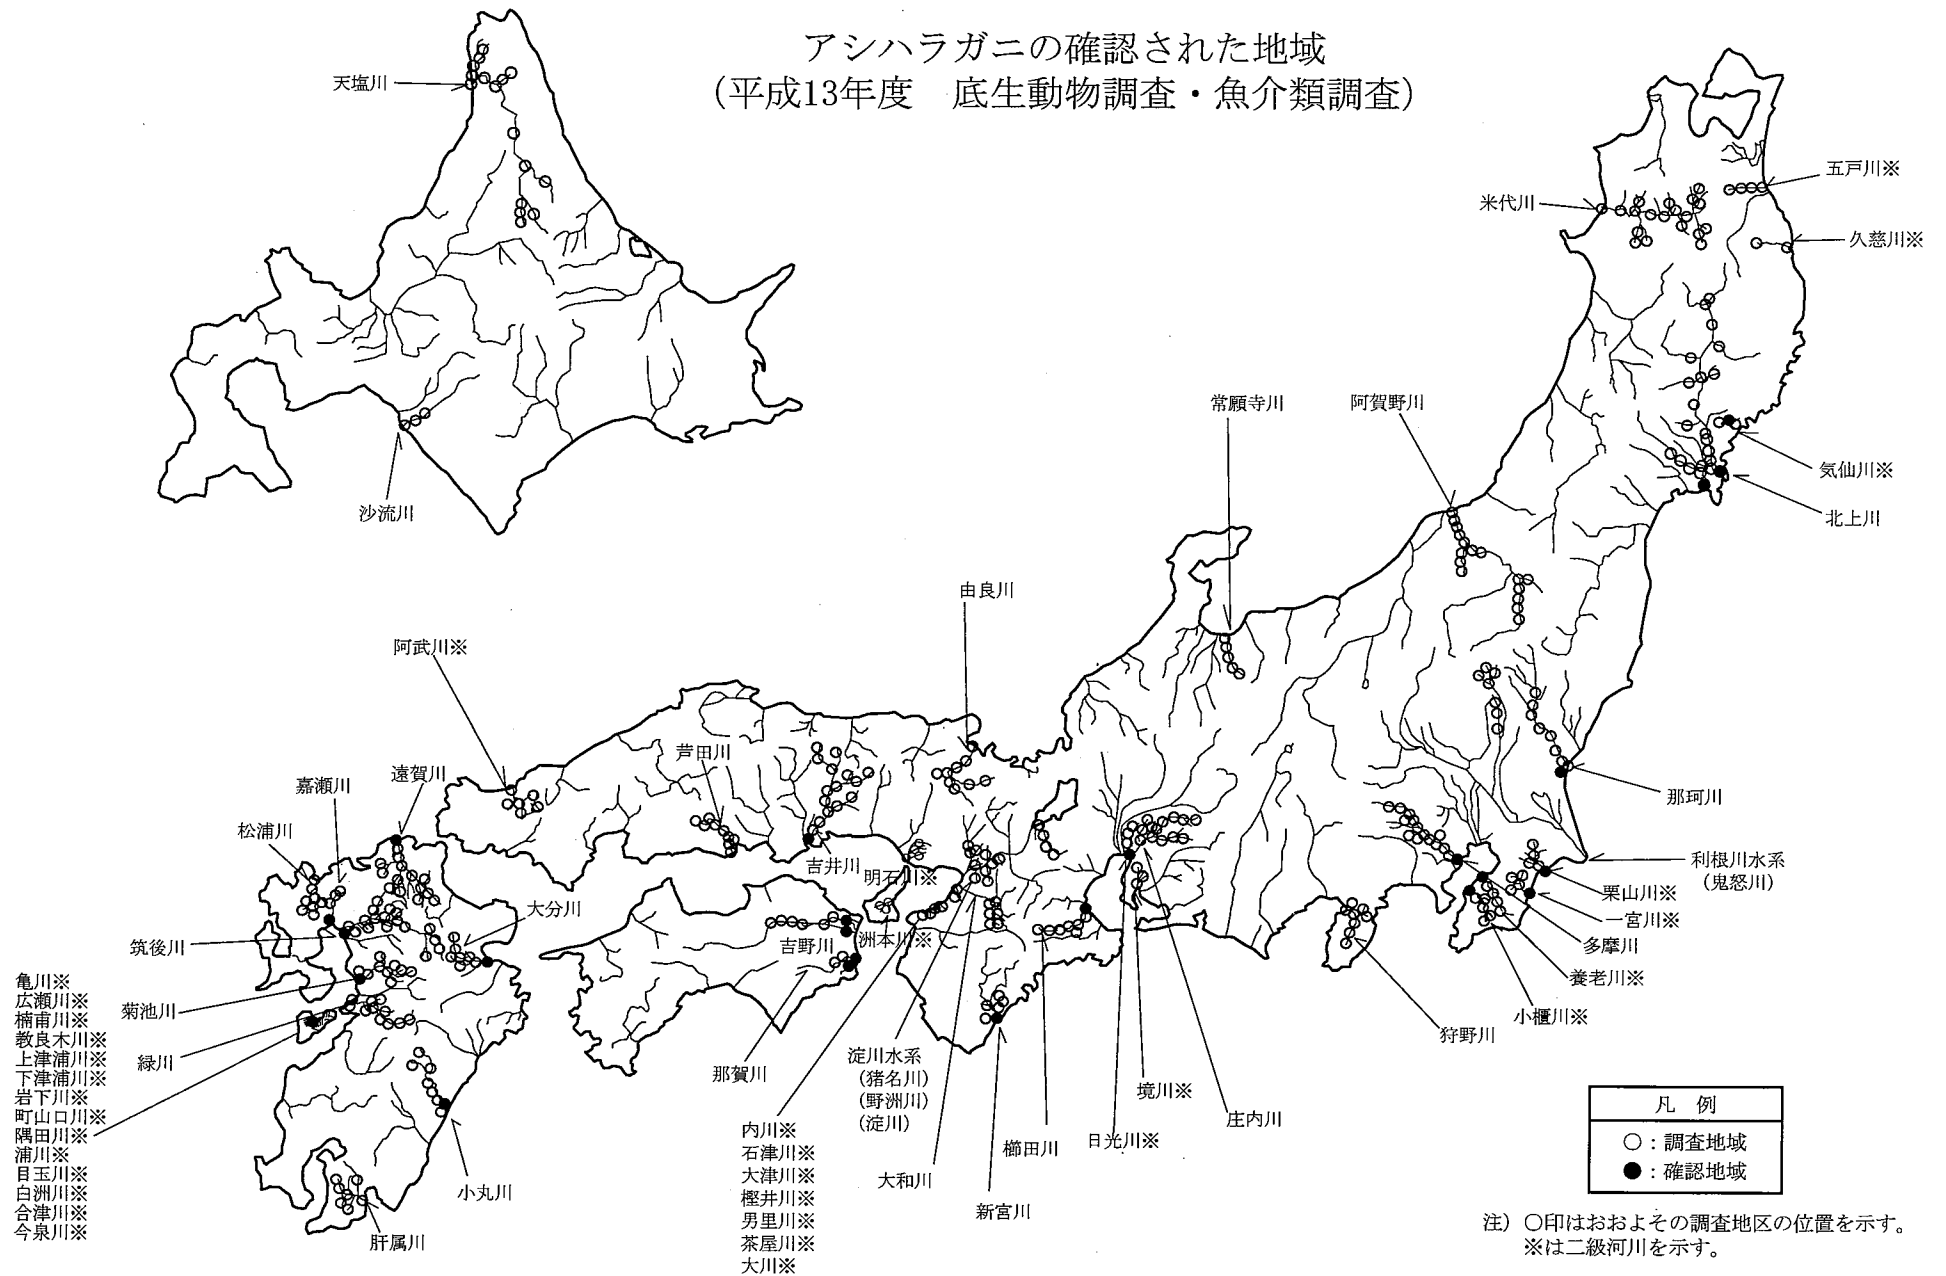 アシハラガニの確認された地域
（平成13年度　底生動物調査・魚介類調査）
天塩川
沙流川
五戸川※
米代川
久慈川※
常願寺川
阿賀野川
気仙川※
北上川
由良川
阿武川※
芦田川
遠賀川
嘉瀬川
松浦川
那珂川
利根川水系
（鬼怒川）
栗山川※
一宮川※
多摩川
養老川※
小櫃川※
狩野川
吉井川
明石川※
大分川
吉野川
洲本川※
筑後川
菊池川
緑川
亀川※
広瀬川※
楠甫川※
教良木川※
上津浦川※
下津浦川※
岩下川※
町山口川※
隅田川※
浦川※
目玉川※
白洲川※
合津川※
今泉川※
那賀川
淀川水系
（猪名川）
（野洲川）
（淀川）
境川※
庄内川
日光川※
櫛田川
大和川
新宮川
内川※
石津川※
大津川※
樫井川※
男里川※
茶屋川※
大川※
小丸川
肝属川
凡　例
○：調査地域
●：確認地域
注）○印はおおよその調査地区の位置を示す。
※は二級河川を示す。